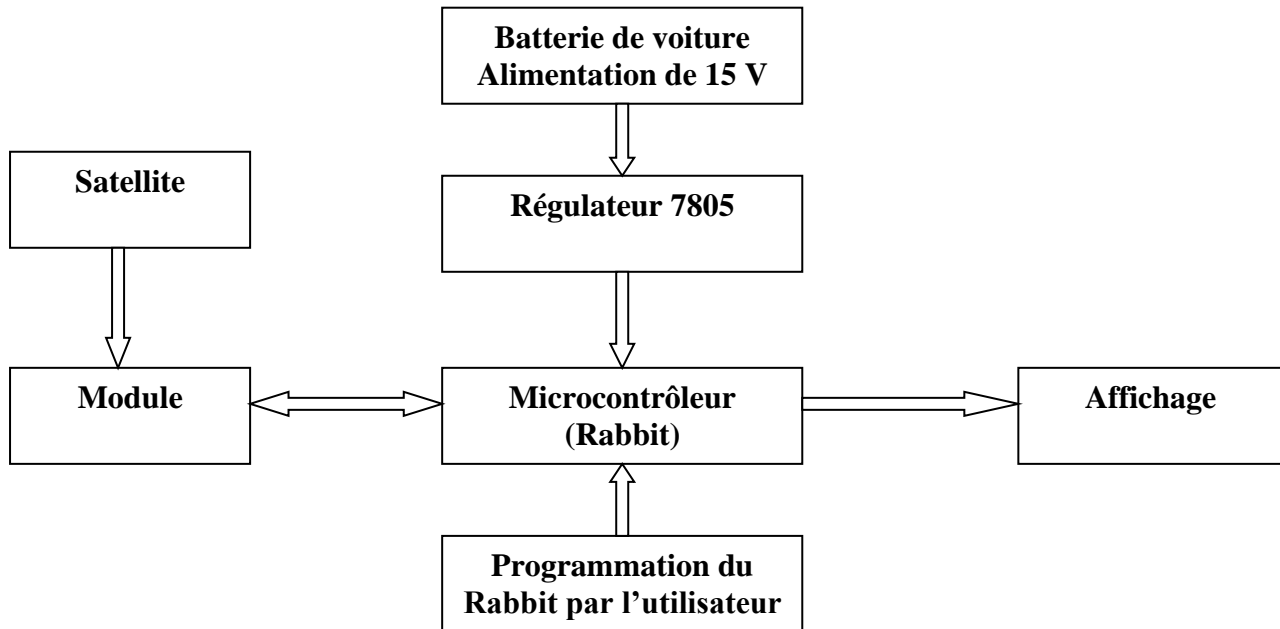 Batterie de voiture
Alimentation de 15 V
Satellite
Régulateur 7805
Module
Microcontrôleur
(Rabbit)
Affichage
Programmation du
Rabbit par l’utilisateur